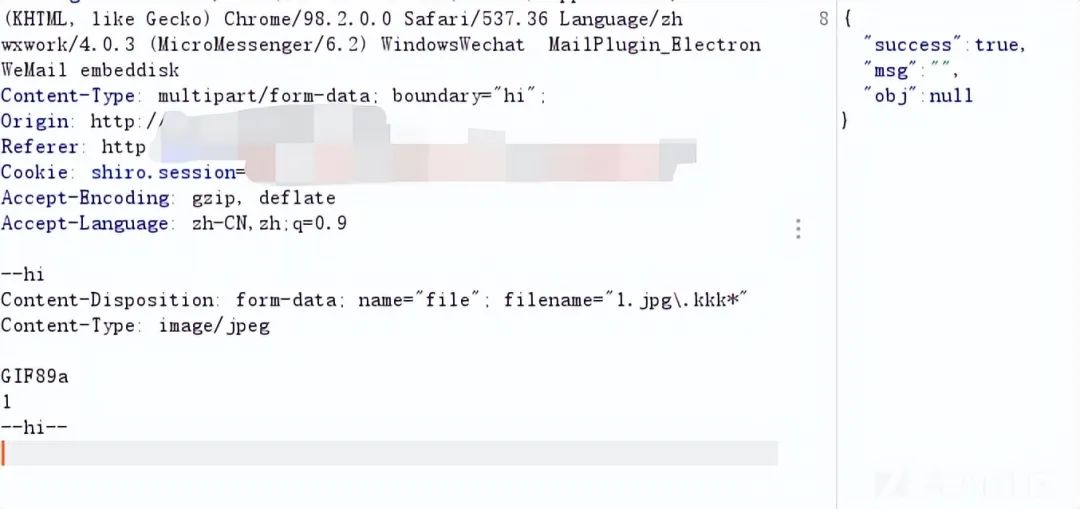 (KHTML, like Gecko) Chrome/98.2.0.0 Safari/537.36 Language/zh
wxwork/4.0.3 (MicroMessenger/6.2) WindowsWechat  MailPlugin_Electron
WeMail embeddisk
Content-Type: multipart/form-data; boundary="hi";
Origin: http://
Referer: http
Cookie: shiro.session=
Accept-Encoding: gzip, deflate
Accept-Language: zh-CN,zh;q=0.9
--hi
Content-Disposition: form-data; name="file"; filename="1.jpg\.kkk*"
Content-Type: image/jpeg
GIF89a
1
--hi--
8 {
"success":true,
"msg":"",
"obj":null
}